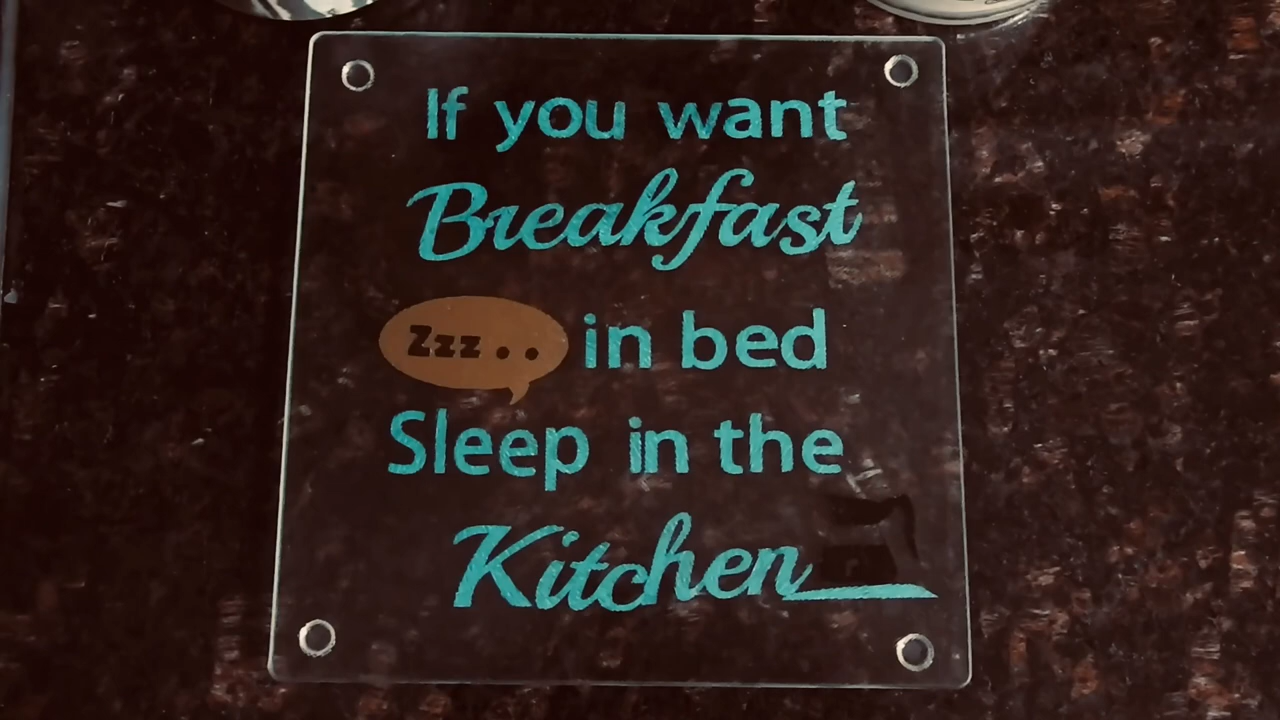 If you want
Breakfast
Zzz.. in bed
Sleep in the
Kitchen